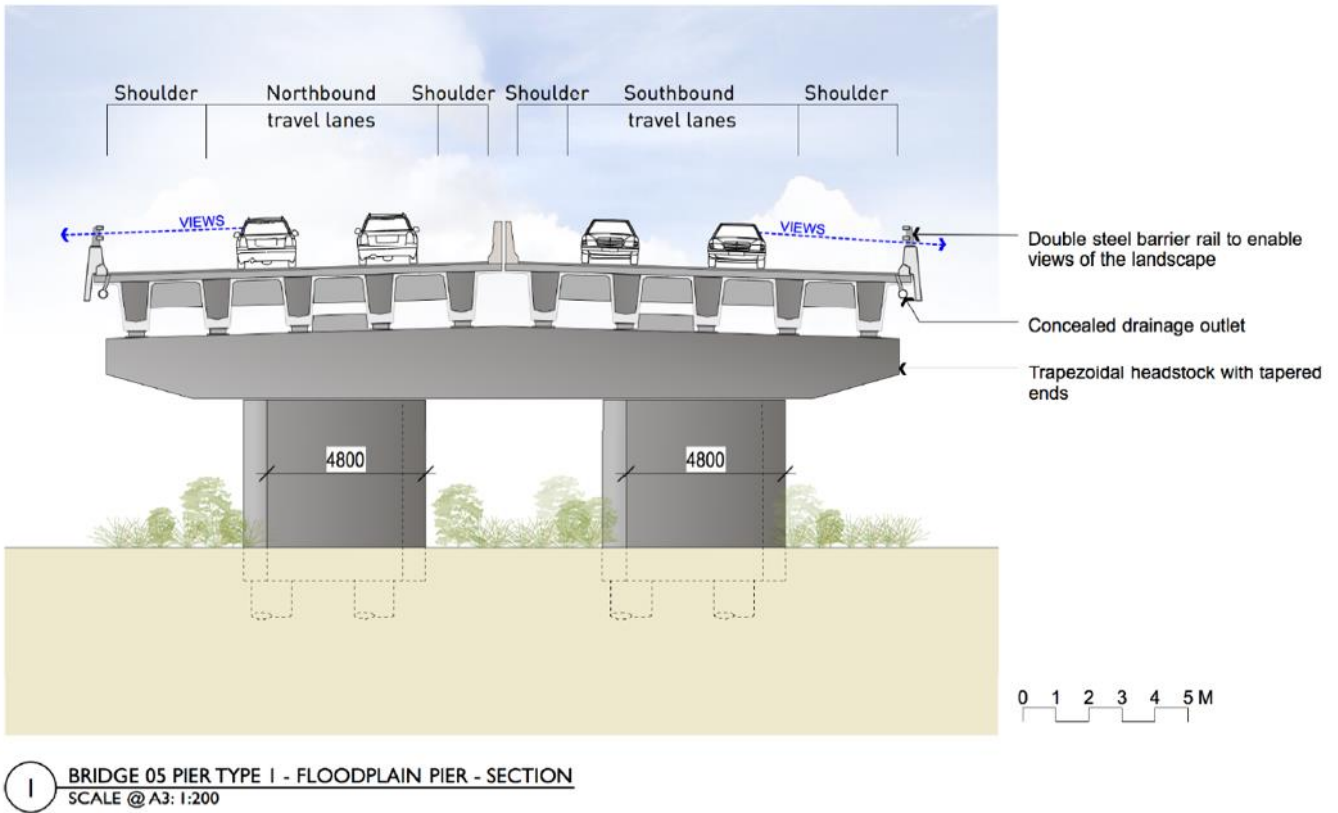 Shoulder Northbound Shoulder Shoulder Southbound Shoulder
travel lanes travel lanes
VIEWS VIEWS
Double steel barrier rail to enable
views of the landscape
Concealed drainage outlet
Trapezoidal headstock with tapered
ends
4800 4800
0 1 2 3 4 5 M
1 BRIDGE 05 PIER TYPE 1 - FLOODPLAIN PIER - SECTION
SCALE @ A3: 1:200